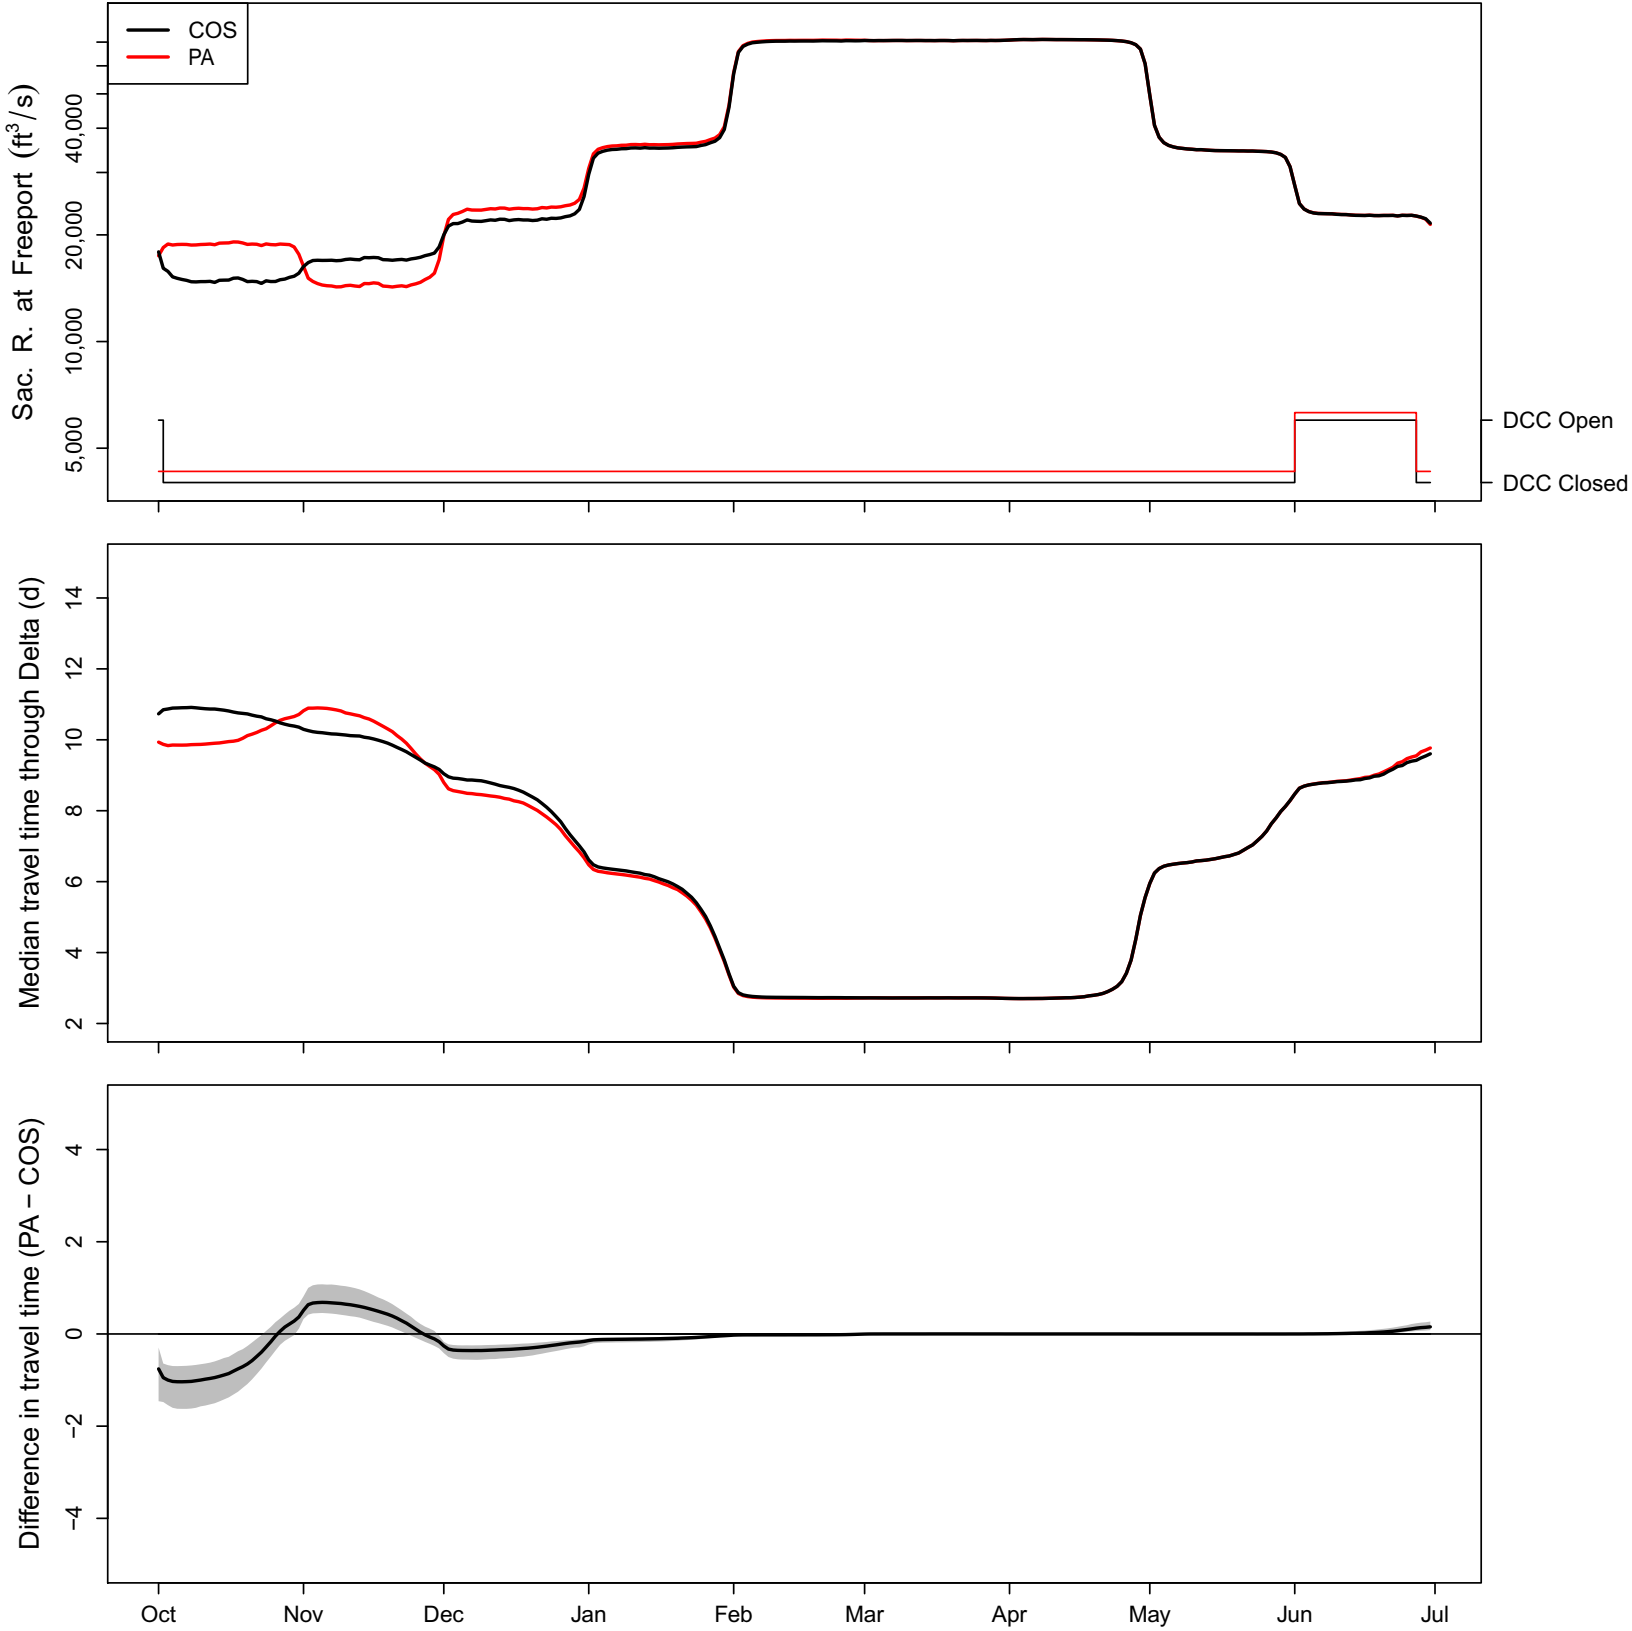 COS
PA
Sac. R. at Freeport (ft³/s)
40,000
20,000
10,000
5,000
DCC Open
DCC Closed
Median travel time through Delta (d)
14
12
10
8
6
4
2
Difference in travel time (PA − COS)
4
2
0
−2
−4
Oct Nov Dec Jan Feb Mar Apr May Jun Jul